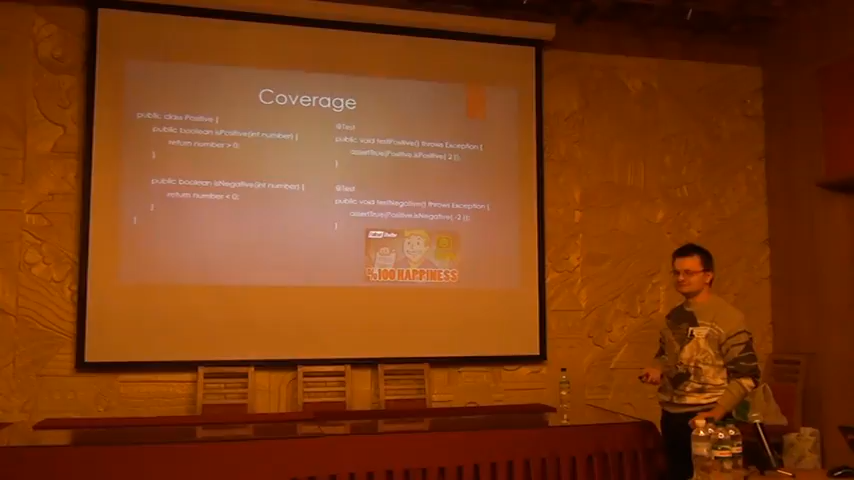 Coverage
public class Positive {
public boolean isPositive(int number) {
return number > 0;
}
public boolean isNegative(int number) {
return number < 0;
}
}
@Test
public void testPositive() throws Exception {
assertTrue(Positive.isPositive( 2 ));
}
@Test
public void testNegative() throws Exception {
assertTrue(Positive.isNegative( -2 ));
}
%100 HAPPINESS